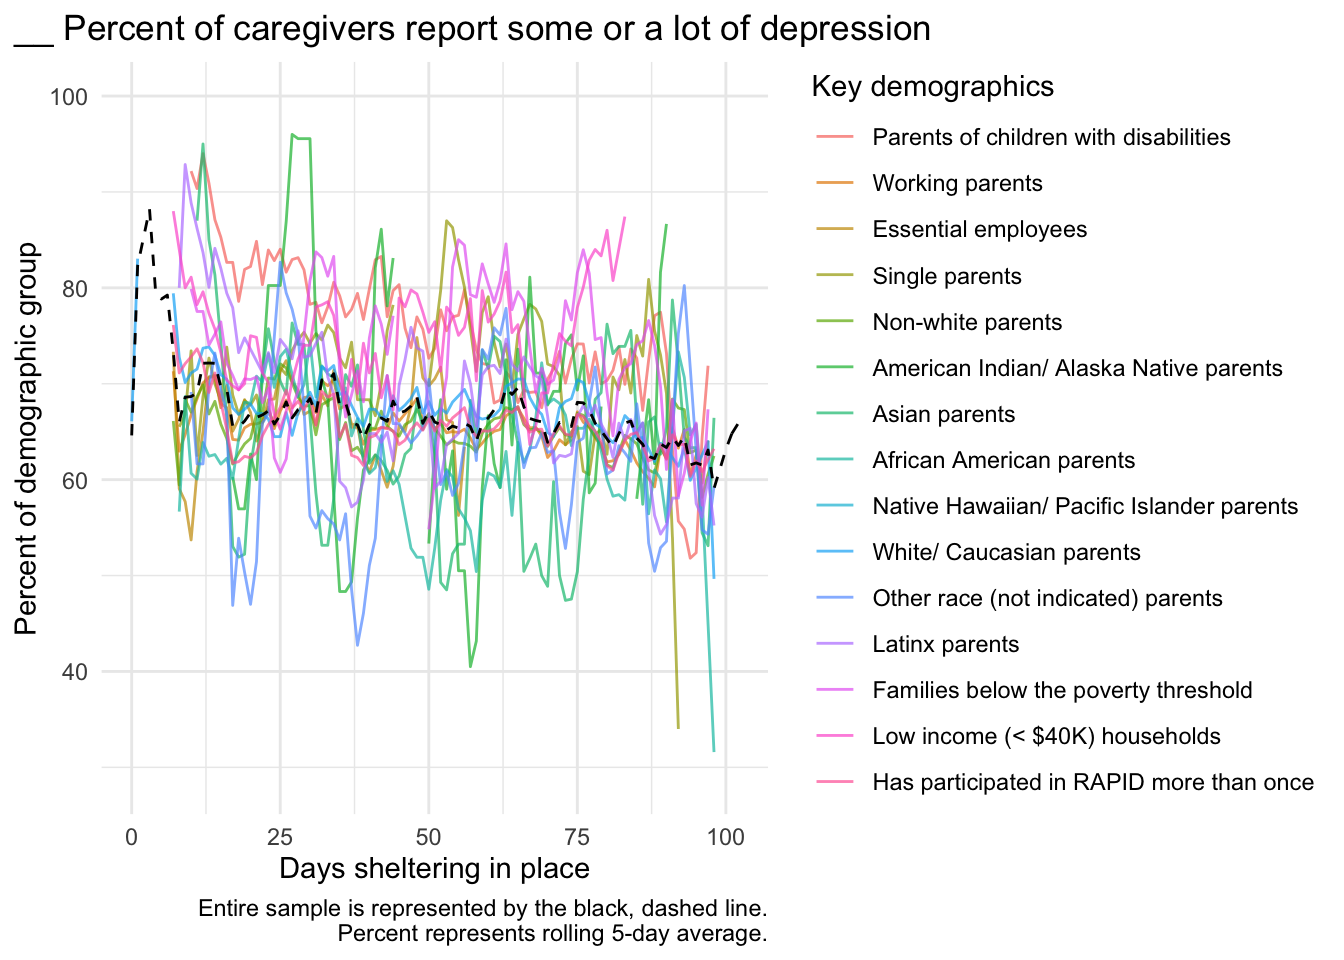 __ Percent of caregivers report some or a lot of depression
Percent of demographic group
100
80
60
40
0
25
50
75
100
Days sheltering in place
Entire sample is represented by the black, dashed line.
Percent represents rolling 5-day average.
Key demographics
Parents of children with disabilities
Working parents
Essential employees
Single parents
Non-white parents
American Indian/ Alaska Native parents
Asian parents
African American parents
Native Hawaiian/ Pacific Islander parents
White/ Caucasian parents
Other race (not indicated) parents
Latinx parents
Families below the poverty threshold
Low income (< $40K) households
Has participated in RAPID more than once